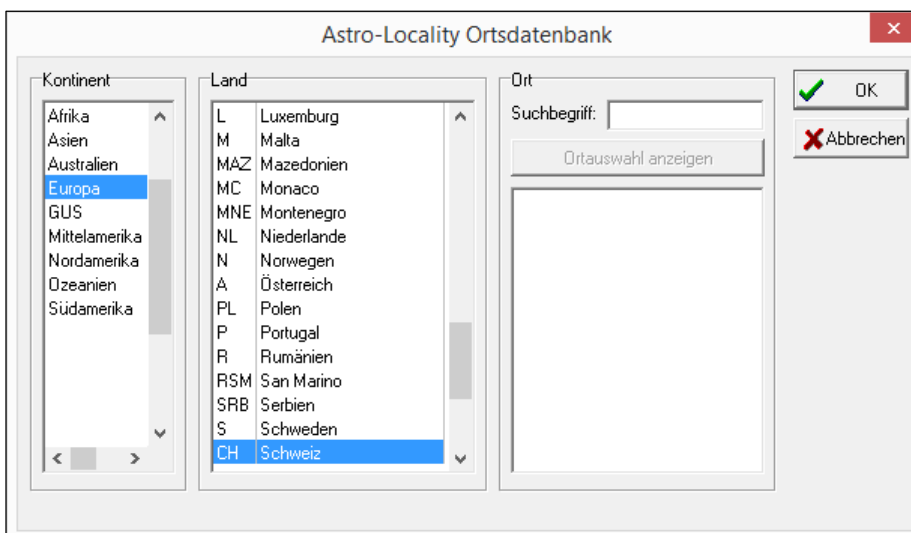 Astro-Locality Ortsdatenbank
Kontinent
Afrika
Asien
Australien
Europa
GUS
Mittelamerika
Nordamerika
Ozeanien
Südamerika
Land
L Luxemburg
M Malta
MAZ Mazedonien
MC Monaco
MNE Montenegro
NL Niederlande
N Norwegen
A Österreich
PL Polen
P Portugal
R Rumänien
RSM San Marino
SRB Serbien
S Schweden
CH Schweiz
Ort
Suchbegriff:
Ortauswahl anzeigen
OK
Abbrechen